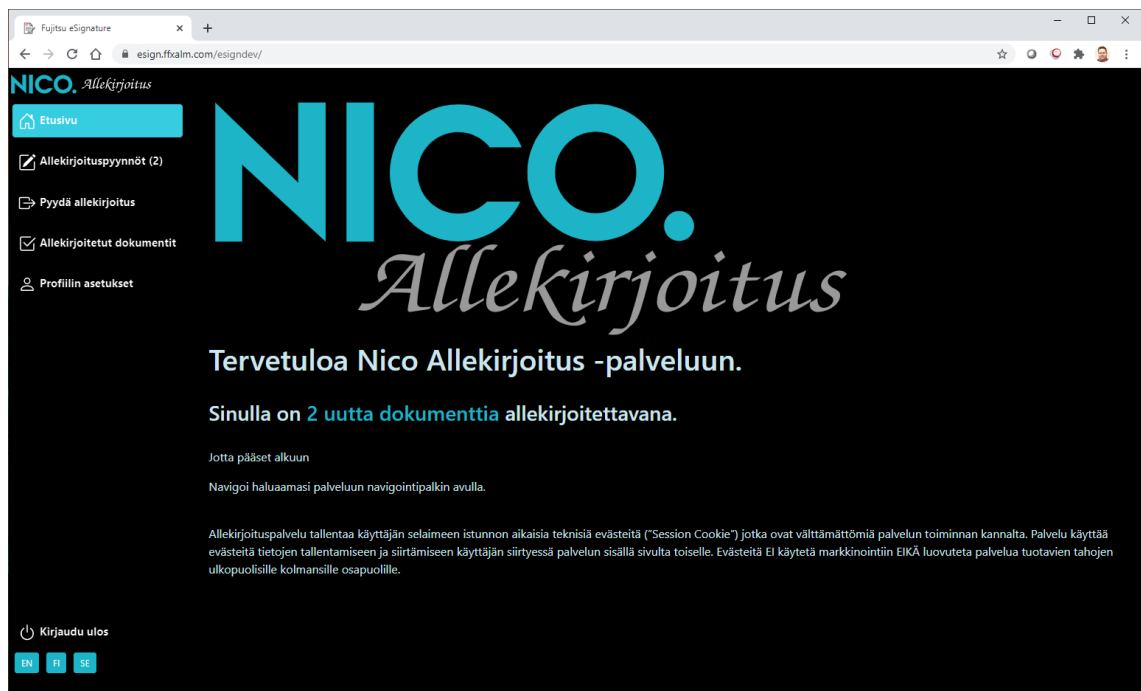 Fujitsu eSignature
esign.ffxalm.com/esigndev/
NICO. Allekirjoitus
Etusivu
Allekirjoituspyynnöt (2)
Pyydä allekirjoitus
Allekirjoitetut dokumentit
Profiilin asetukset
NICO.
Allekirjoitus
Tervetuloa Nico Allekirjoitus -palveluun.
Sinulla on 2 uutta dokumenttia allekirjoitettavana.
Jotta pääset alkuun
Navigoi haluaamasi palveluun navigointipalkin avulla.
Allekirjoituspalvelu tallentaa käyttäjän selaimeen istunnon aikaisia teknisiä evästeitä ("Session Cookie") jotka ovat välttämättömiä palvelun toiminnan kannalta. Palvelu käyttää
evästeitä tietojen tallentamiseen ja siirtämiseen käyttäjän siirtyessä palvelun sisällä sivulta toiselle. Evästeitä EI käytetä markkinointiin EIKÄ luovuteta palvelua tuotavien tahojen
ulkopuolisille kolmansille osapuolille.
Kirjaudu ulos
EN FI SE